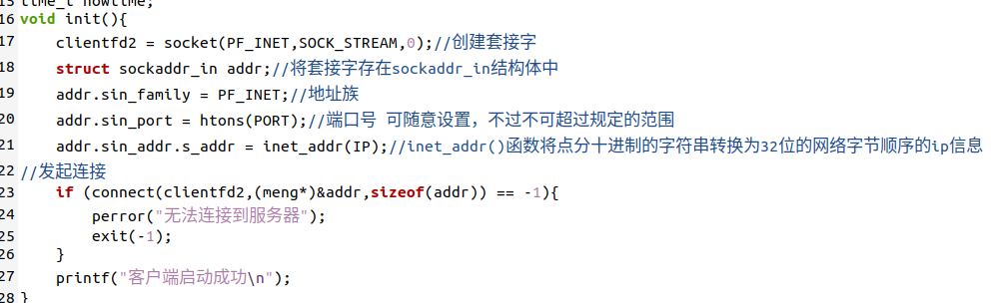 15 time_t nowtime;
16 void init(){
17     clientfd2 = socket(PF_INET,SOCK_STREAM,0);//创建套接字
18     struct sockaddr_in addr;//将套接字存在sockaddr_in结构体中
19     addr.sin_family = PF_INET;//地址族
20     addr.sin_port = htons(PORT);//端口号 可随意设置，不过不可超过规定的范围
21     addr.sin_addr.s_addr = inet_addr(IP);//inet_addr()函数将点分十进制的字符串转换为32位的网络字节顺序的ip信息
22 //发起连接
23     if (connect(clientfd2,(meng*)&addr,sizeof(addr)) == -1){
24         perror("无法连接到服务器");
25         exit(-1);
26     }
27     printf("客户端启动成功\n");
28 }